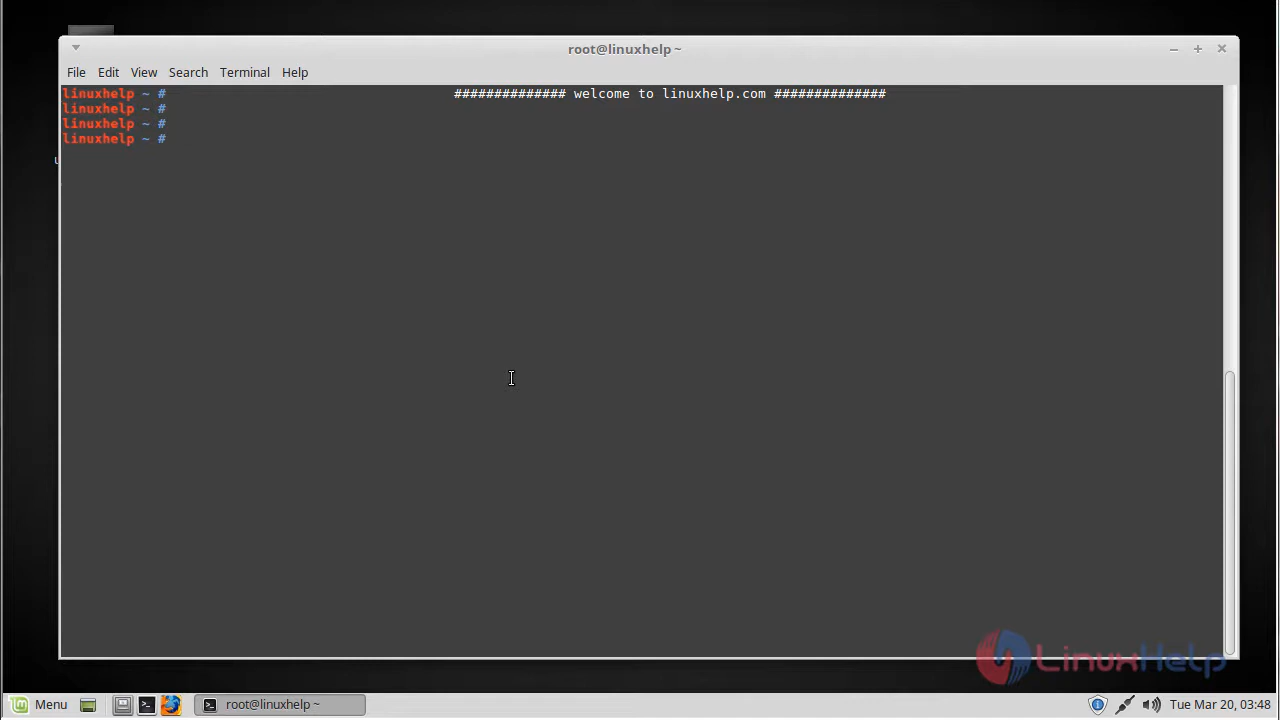 root@linuxhelp ~
File Edit View Search Terminal Help
linuxhelp ~ # ############## welcome to linuxhelp.com ##############
linuxhelp ~ #
linuxhelp ~ #
linuxhelp ~ #
u
LinuxHelp
Menu root@linuxhelp ~ Tue Mar 20, 03:48